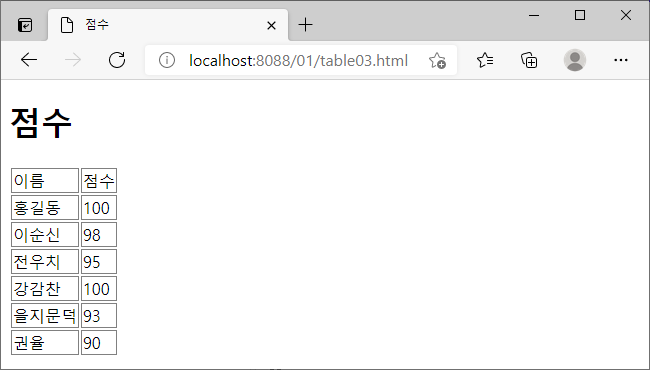 점수
localhost:8088/01/table03.html
점수
이름 점수
홍길동 100
이순신 98
전우치 95
강감찬 100
을지문덕 93
권율 90